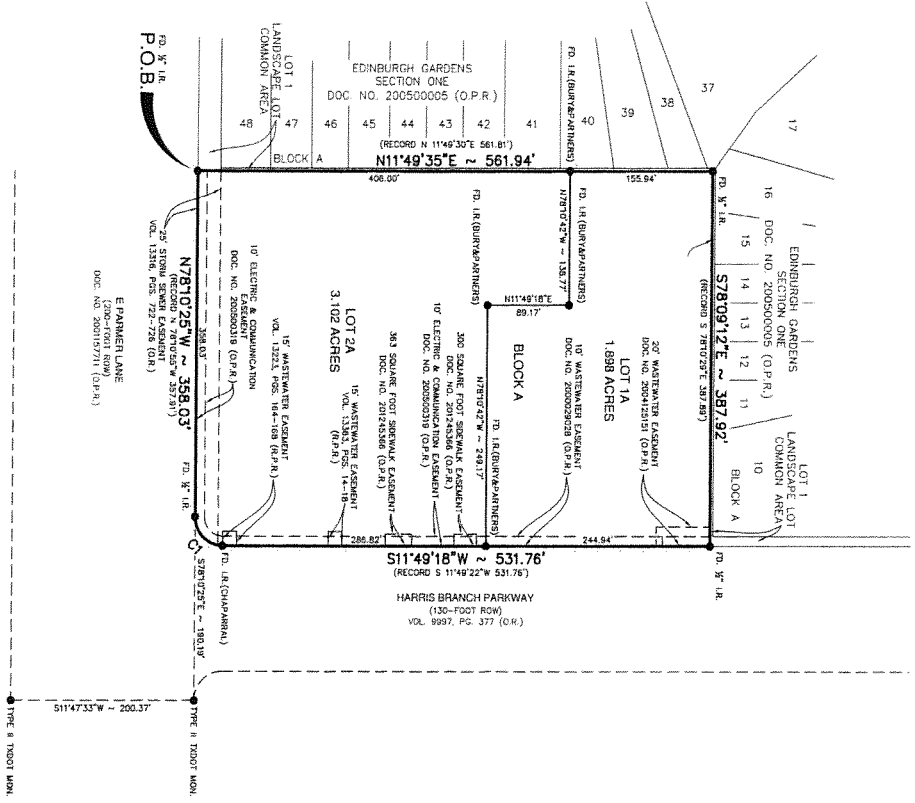 FD. ½" I.R.
P.O.B.
LOT 1
LANDSCAPE LOT
COMMON AREA
EDINBURGH GARDENS
SECTION ONE
DOC. NO. 200500005 (O.P.R.)
48
47
46
45
44
43
42
41
40
39
38
37
17
BLOCK A
(RECORD N 11°49'30"E 561.81')
N11°49'35"E ~ 561.94'
406.00'
155.94'
FD. I.R.(BURY&PARTNERS)
FD. ½" I.R.
16
15
14
13
12
11
10
EDINBURGH GARDENS
SECTION ONE
DOC. NO. 200500005 (O.P.R.)
LOT 1
LANDSCAPE LOT
COMMON AREA
BLOCK A
S78°09'12"E ~ 387.92'
(RECORD S 78°10'29"E 387.89')
FD. I.R.(BURY&PARTNERS)
N78°10'42"W ~ 138.77'
FD. I.R.(BURY&PARTNERS)
N11°49'18"E
89.17'
BLOCK A
LOT 1A
1.898 ACRES
20' WASTEWATER EASEMENT
DOC. NO. 2004125151 (O.P.R.)
10' WASTEWATER EASEMENT
DOC. NO. 2000029028 (O.P.R.)
FD. I.R.(BURY&PARTNERS)
N78°10'42"W ~ 249.17'
300 SQUARE FOOT SIDEWALK EASEMENT
DOC. NO. 201245366 (O.P.R.)
10' ELECTRIC & COMMUNICATION EASEMENT
DOC. NO. 200500319 (O.P.R.)
363 SQUARE FOOT SIDEWALK EASEMENT
DOC. NO. 201245366 (O.P.R.)
LOT 2A
3.102 ACRES
15' WASTEWATER EASEMENT
VOL. 13363, PGS. 14-18
(R.P.R.)
15' WASTEWATER EASEMENT
VOL. 13223, PGS. 164-168 (R.P.R.)
10' ELECTRIC & COMMUNICATION
EASEMENT
DOC. NO. 200500319 (O.P.R.)
358.03'
N78°10'25"W ~ 358.03'
(RECORD N 78°10'55"W 357.91')
25' STORM SEWER EASEMENT
VOL. 13316, PGS. 722-726 (O.R.)
E PARMER LANE
(200-FOOT ROW)
DOC. NO. 2001157711 (O.P.R.)
FD. ½" I.R.
C1
FD. I.R.(CHAPARRAL)
286.82'
244.94'
FD. ½" I.R.
S11°49'18"W ~ 531.76'
(RECORD S 11°49'22"W 531.76')
HARRIS BRANCH PARKWAY
(130-FOOT ROW)
VOL. 9997, PG. 377 (O.R.)
S78°10'25"E ~ 190.19'
S11°47'33"W ~ 200.37'
TYPE II TXDOT MON.
TYPE II TXDOT MON.